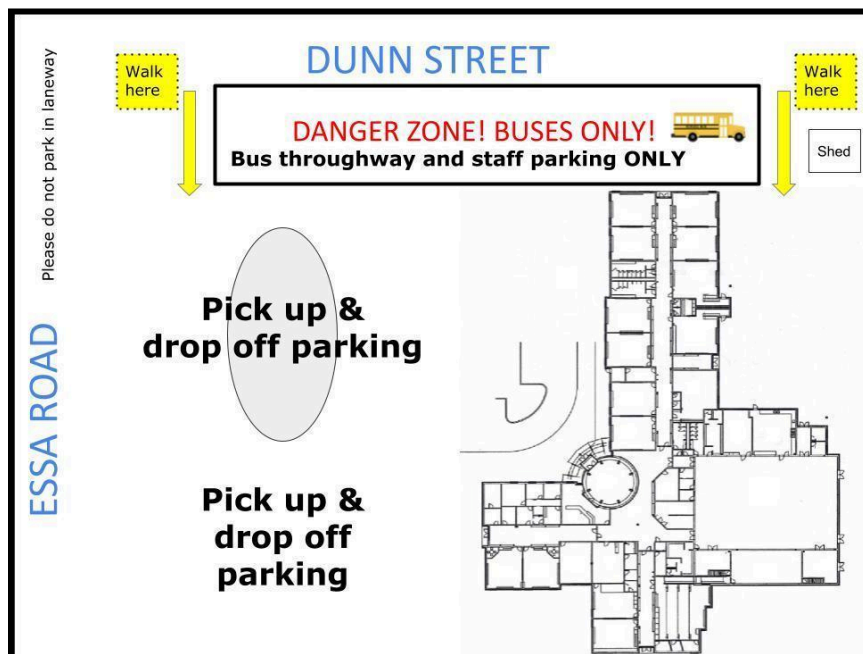 DUNN STREET
Walk
here
Walk
here
DANGER ZONE! BUSES ONLY!
Bus throughway and staff parking ONLY
Shed
Please do not park in laneway
ESSA ROAD
Pick up &
drop off parking
Pick up &
drop off
parking